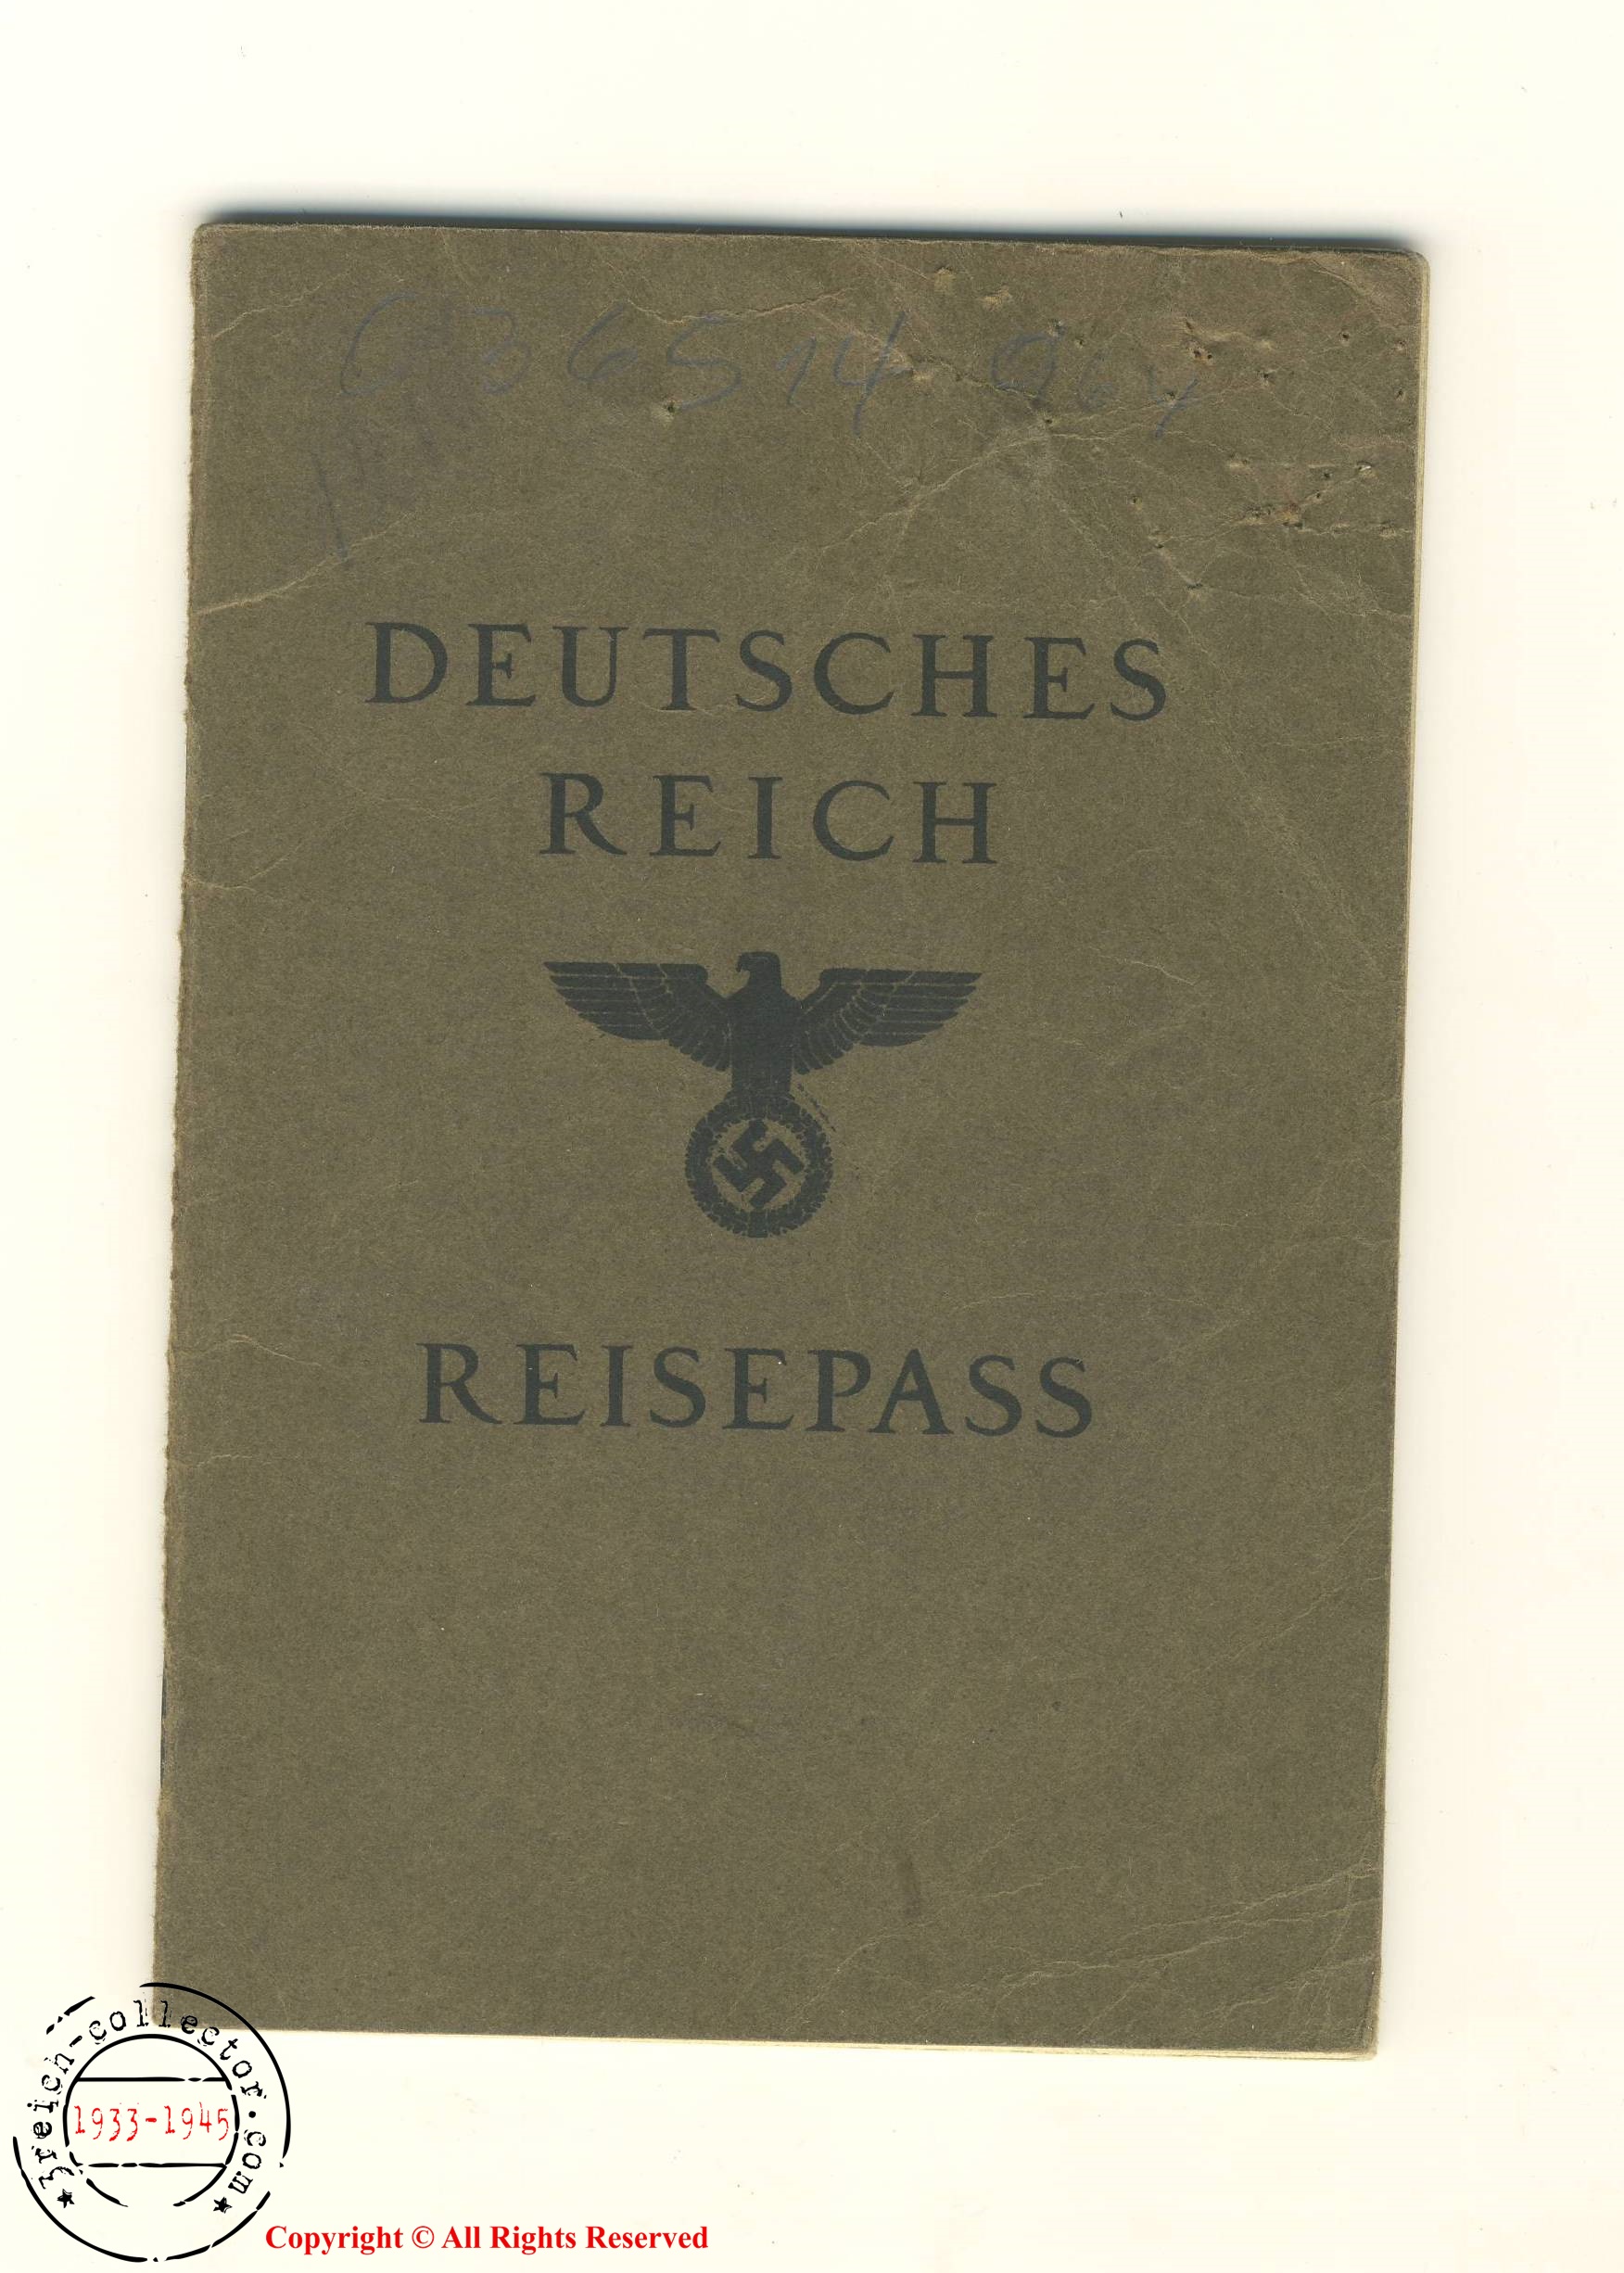 DEUTSCHES
REICH
REISEPASS
3reich-collector.com
1933-1945
Copyright © All Rights Reserved